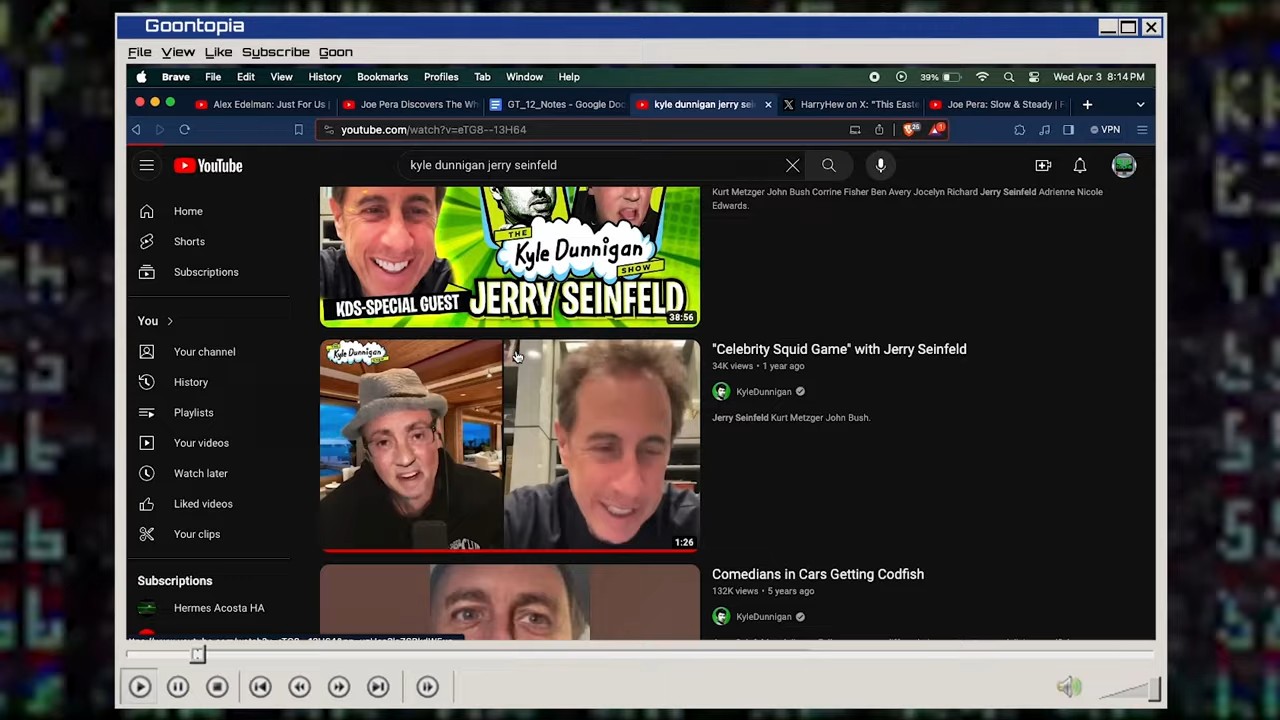 Goontopia
File View Like Subscribe Goon
Brave File Edit View History Bookmarks Profiles Tab Window Help 39% Wed Apr 3 8:14 PM
Alex Edelman: Just For Us | Joe Pera Discovers The Wh GT_12_Notes - Google Doc kyle dunnigan jerry sei HarryHew on X: "This Easte Joe Pera: Slow & Steady | F
youtube.com/watch?v=eTG8--13H64 26 1 VPN
YouTube kyle dunnigan jerry seinfeld
Home
Shorts
Subscriptions
You
Your channel
History
Playlists
Your videos
Watch later
Liked videos
Your clips
Subscriptions
Hermes Acosta HA
THE
Kyle Dunnigan
SHOW
KDS-SPECIAL GUEST JERRY SEINFELD
38:56
Kurt Metzger John Bush Corrine Fisher Ben Avery Jocelyn Richard Jerry Seinfeld Adrienne Nicole
Edwards.
Kyle Dunnigan
1:26
"Celebrity Squid Game" with Jerry Seinfeld
34K views • 1 year ago
KyleDunnigan
Jerry Seinfeld Kurt Metzger John Bush.
Comedians in Cars Getting Codfish
132K views • 5 years ago
KyleDunnigan